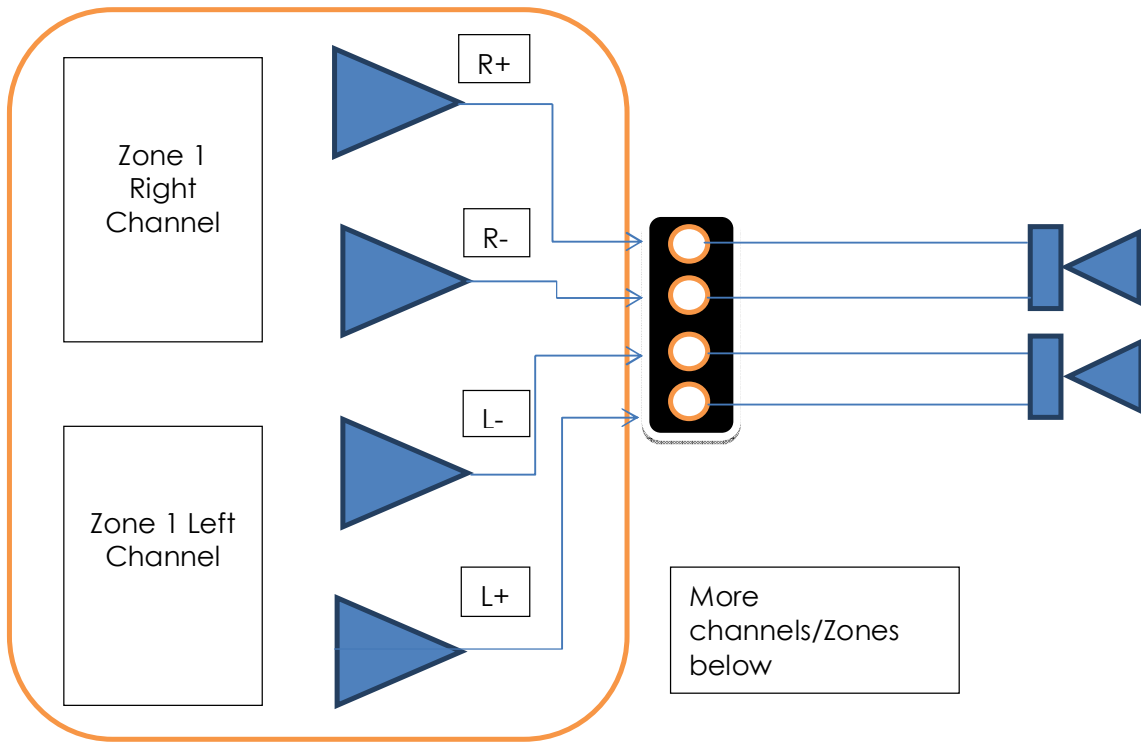 R+
Zone 1
Right
Channel
R-
L-
Zone 1 Left
Channel
L+
More
channels/Zones
below